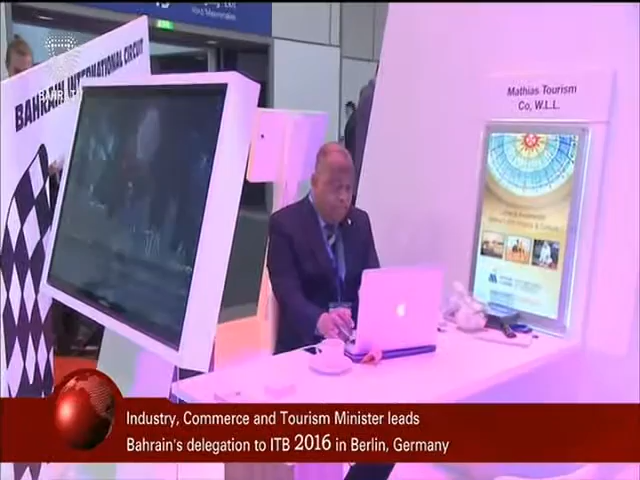 BAHRAIN INTERNATIONAL CIRCUIT
Mathias Tourism
Co, W.L.L.
Industry, Commerce and Tourism Minister leads
Bahrain's delegation to ITB 2016 in Berlin, Germany